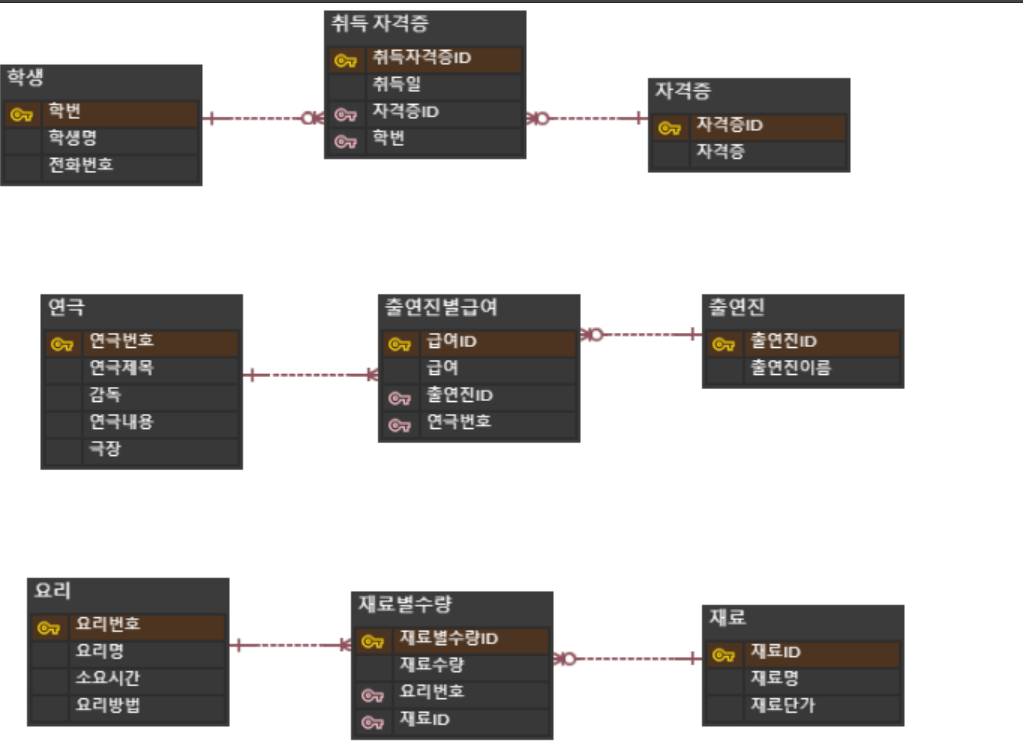 학생
학번
학생명
전화번호
취득 자격증
취득자격증ID
취득일
자격증ID
학번
자격증
자격증ID
자격증
연극
연극번호
연극제목
감독
연극내용
극장
출연진별급여
급여ID
급여
출연진ID
연극번호
출연진
출연진ID
출연진이름
요리
요리번호
요리명
소요시간
요리방법
재료별수량
재료별수량ID
재료수량
요리번호
재료ID
재료
재료ID
재료명
재료단가